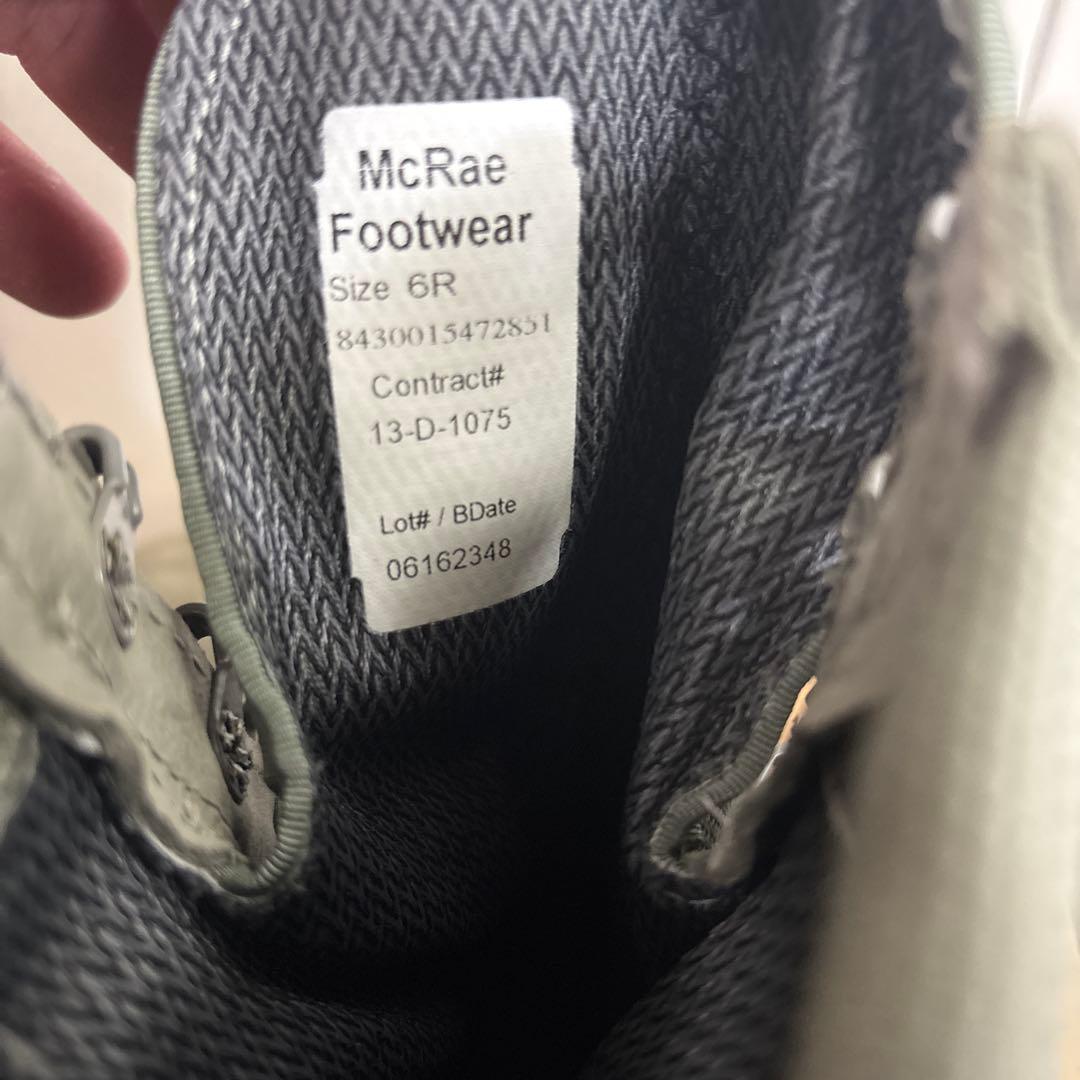 McRae
Footwear
Size 6R
8430015472851
Contract#
13-D-1075
Lot# / BDate
06162348